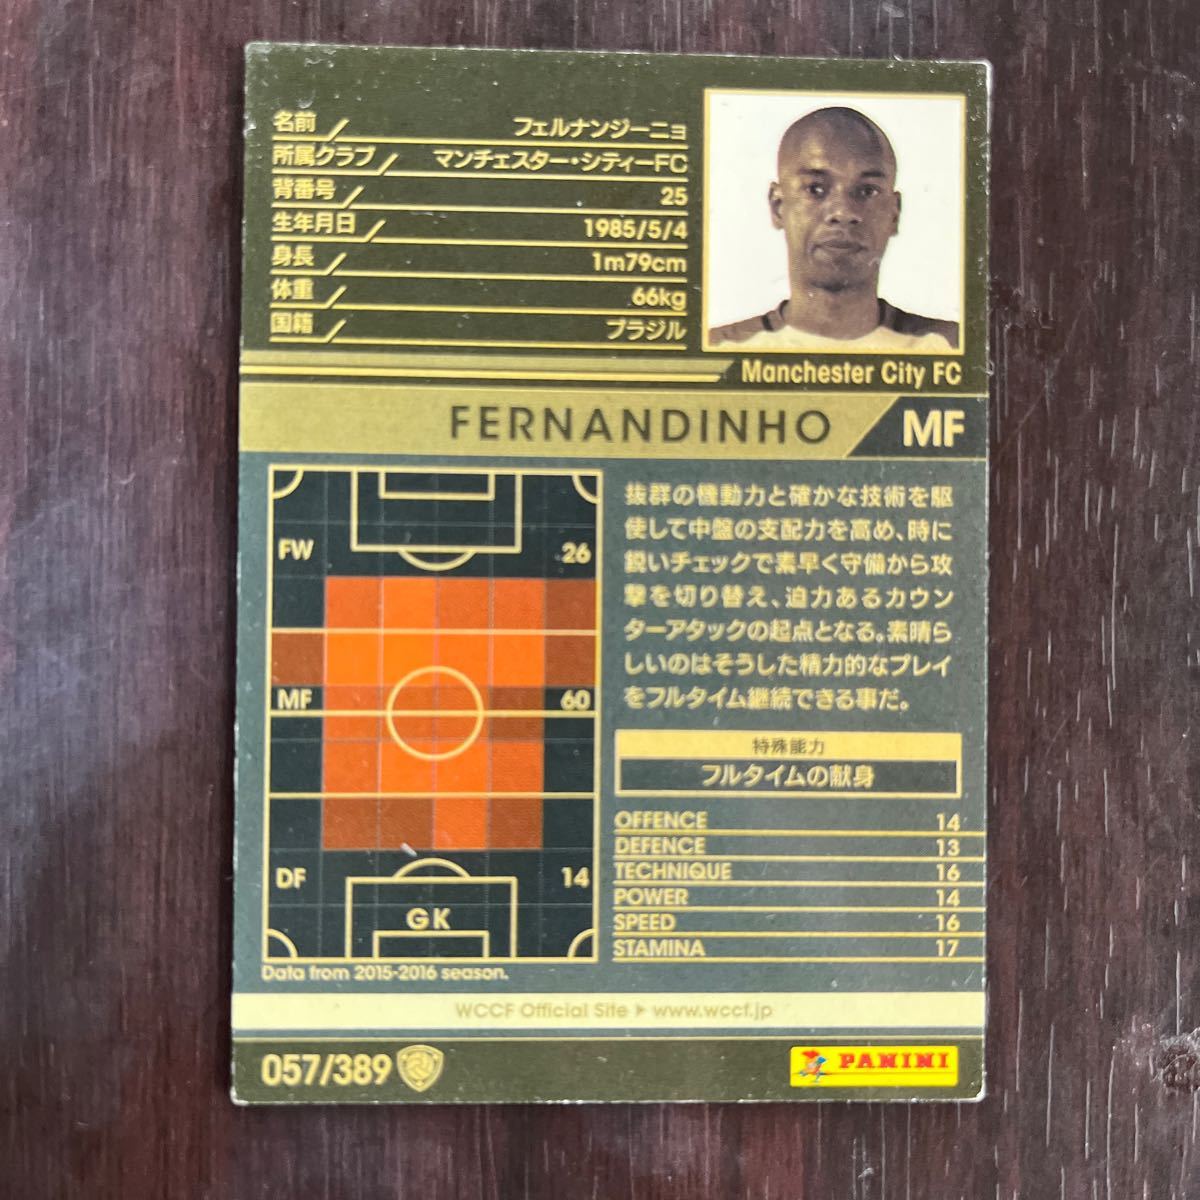 名前 フェルナンジーニョ
所属クラブ マンチェスター・シティーFC
背番号 25
生年月日 1985/5/4
身長 1m79cm
体重 66kg
国籍 ブラジル
Manchester City FC
FERNANDINHO MF
FW 26
MF 60
DF 14
GK
Data from 2015-2016 season.
抜群の機動力と確かな技術を駆
使して中盤の支配力を高め、時に
鋭いチェックで素早く守備から攻
撃を切り替え、迫力あるカウン
ターアタックの起点となる。素晴ら
しいのはそうした精力的なプレイ
をフルタイム継続できる事だ。
特殊能力
フルタイムの献身
OFFENCE 14
DEFENCE 13
TECHNIQUE 16
POWER 14
SPEED 16
STAMINA 17
WCCF Official Site ▶ www.wccf.jp
057/389
PANINI